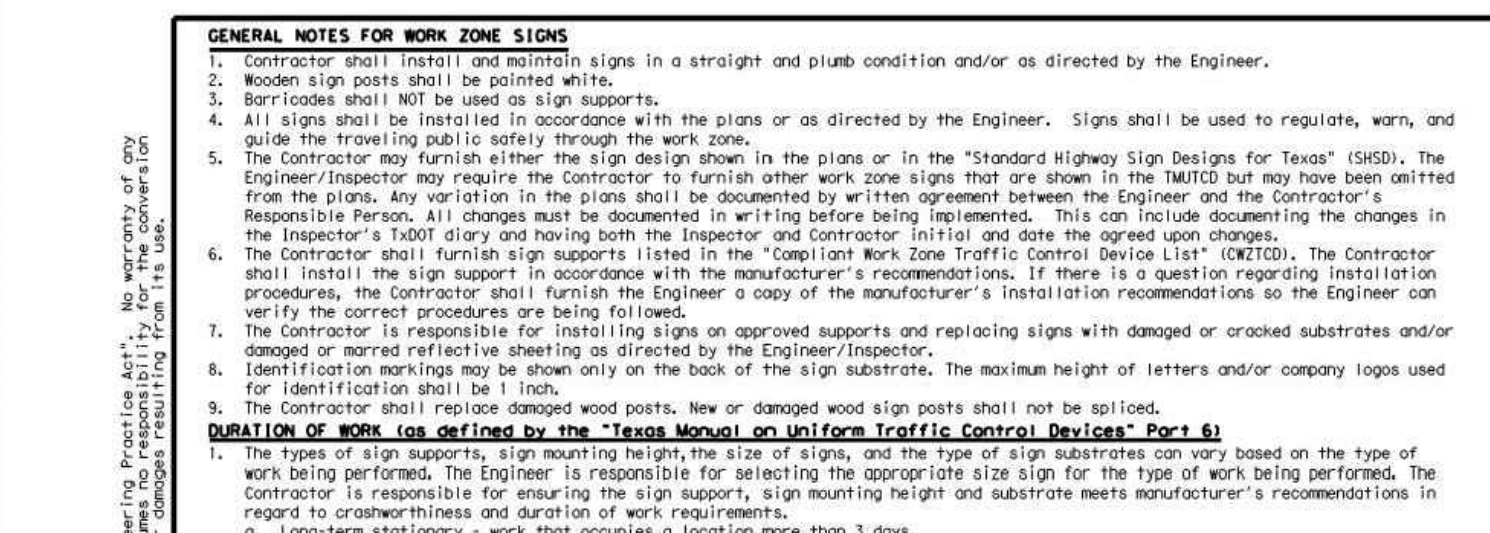 GENERAL NOTES FOR WORK ZONE SIGNS
1. Contractor shall install and maintain signs in a straight and plumb condition and/or as directed by the Engineer.
2. Wooden sign posts shall be painted white.
3. Barricades shall NOT be used as sign supports.
4. All signs shall be installed in accordance with the plans or as directed by the Engineer. Signs shall be used to regulate, warn, and
guide the traveling public safely through the work zone.
5. The Contractor may furnish either the sign design shown in the plans or in the "Standard Highway Sign Designs for Texas" (SHSD). The
Engineer/Inspector may require the Contractor to furnish other work zone signs that are shown in the TMUTCD but may have been omitted
from the plans. Any variation in the plans shall be documented by written agreement between the Engineer and the Contractor's
Responsible Person. All changes must be documented in writing before being implemented. This can include documenting the changes in
the Inspector's TxDOT diary and having both the Inspector and Contractor initial and date the agreed upon changes.
6. The Contractor shall furnish sign supports listed in the "Compliant Work Zone Traffic Control Device List" (CWZTCD). The Contractor
shall install the sign support in accordance with the manufacturer's recommendations. If there is a question regarding installation
procedures, the Contractor shall furnish the Engineer a copy of the manufacturer's installation recommendations so the Engineer can
verify the correct procedures are being followed.
7. The Contractor is responsible for installing signs on approved supports and replacing signs with damaged or cracked substrates and/or
damaged or marred reflective sheeting as directed by the Engineer/Inspector.
8. Identification markings may be shown only on the back of the sign substrate. The maximum height of letters and/or company logos used
for identification shall be 1 inch.
9. The Contractor shall replace damaged wood posts. New or damaged wood sign posts shall not be spliced.
DURATION OF WORK (as defined by the "Texas Manual on Uniform Traffic Control Devices" Part 6)
1. The types of sign supports, sign mounting height, the size of signs, and the type of sign substrates can vary based on the type of
work being performed. The Engineer is responsible for selecting the appropriate size sign for the type of work being performed. The
Contractor is responsible for ensuring the sign support, sign mounting height and substrate meets manufacturer's recommendations in
regard to crashworthiness and duration of work requirements.
a. Long-term stationary - work that occupies a location more than 3 days.
eering Practice Act". No warranty of any
umes no responsibility for the conversion
damages resulting from its use.